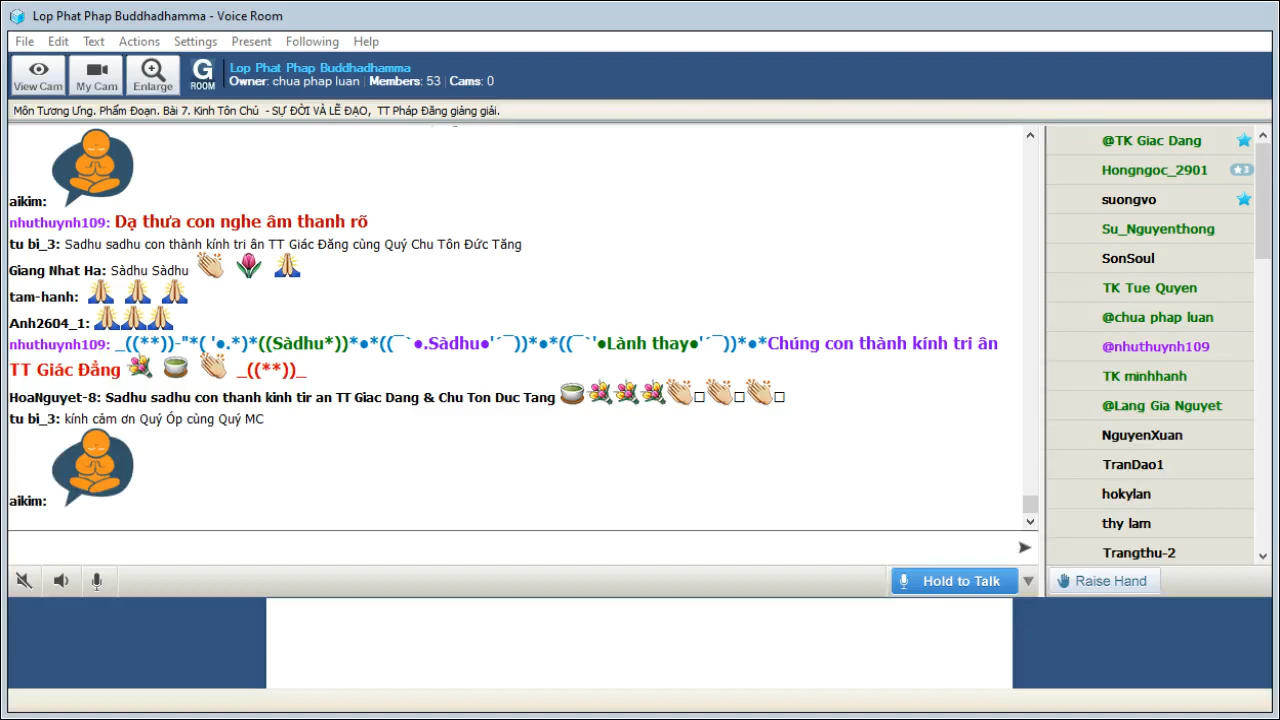 Lop Phat Phap Buddhadhamma - Voice Room
File Edit Text Actions Settings Present Following Help
View Cam My Cam Enlarge G ROOM
Lop Phat Phap Buddhadhamma
Owner: chua phap luan | Members: 53 | Cams: 0
Môn Tương Ưng. Phẩm Đoạn. Bài 7. Kinh Tôn Chủ - SỰ ĐỜI VÀ LẼ ĐẠO, TT Pháp Đăng giảng giải.
aikim:
nhuthuynh109: Dạ thưa con nghe âm thanh rõ
tu bi_3: Sadhu sadhu con thành kính tri ân TT Giác Đăng cùng Quý Chư Tôn Đức Tăng
Giang Nhat Ha: Sàdhu Sàdhu
tam-hanh:
Anh2604_1:
nhuthuynh109: _((**))-"*( '●.*)*((Sàdhu*))*●*((¯`●.Sàdhu●'´¯))*●*((¯`'●Lành thay●'´¯))*●*Chúng con thành kính tri ân
TT Giác Đẳng _((**))_
HoaNguyet-8: Sadhu sadhu con thanh kinh tir an TT Giac Dang & Chu Ton Duc Tang
tu bi_3: kính cảm ơn Quý Óp cùng Quý MC
aikim:
Hold to Talk
@TK Giac Dang
Hongngoc_2901 3
suongvo
Su_Nguyenthong
SonSoul
TK Tue Quyen
@chua phap luan
@nhuthuynh109
TK minhhanh
@Lang Gia Nguyet
NguyenXuan
TranDao1
hokylan
thy lam
Trangthu-2
Raise Hand